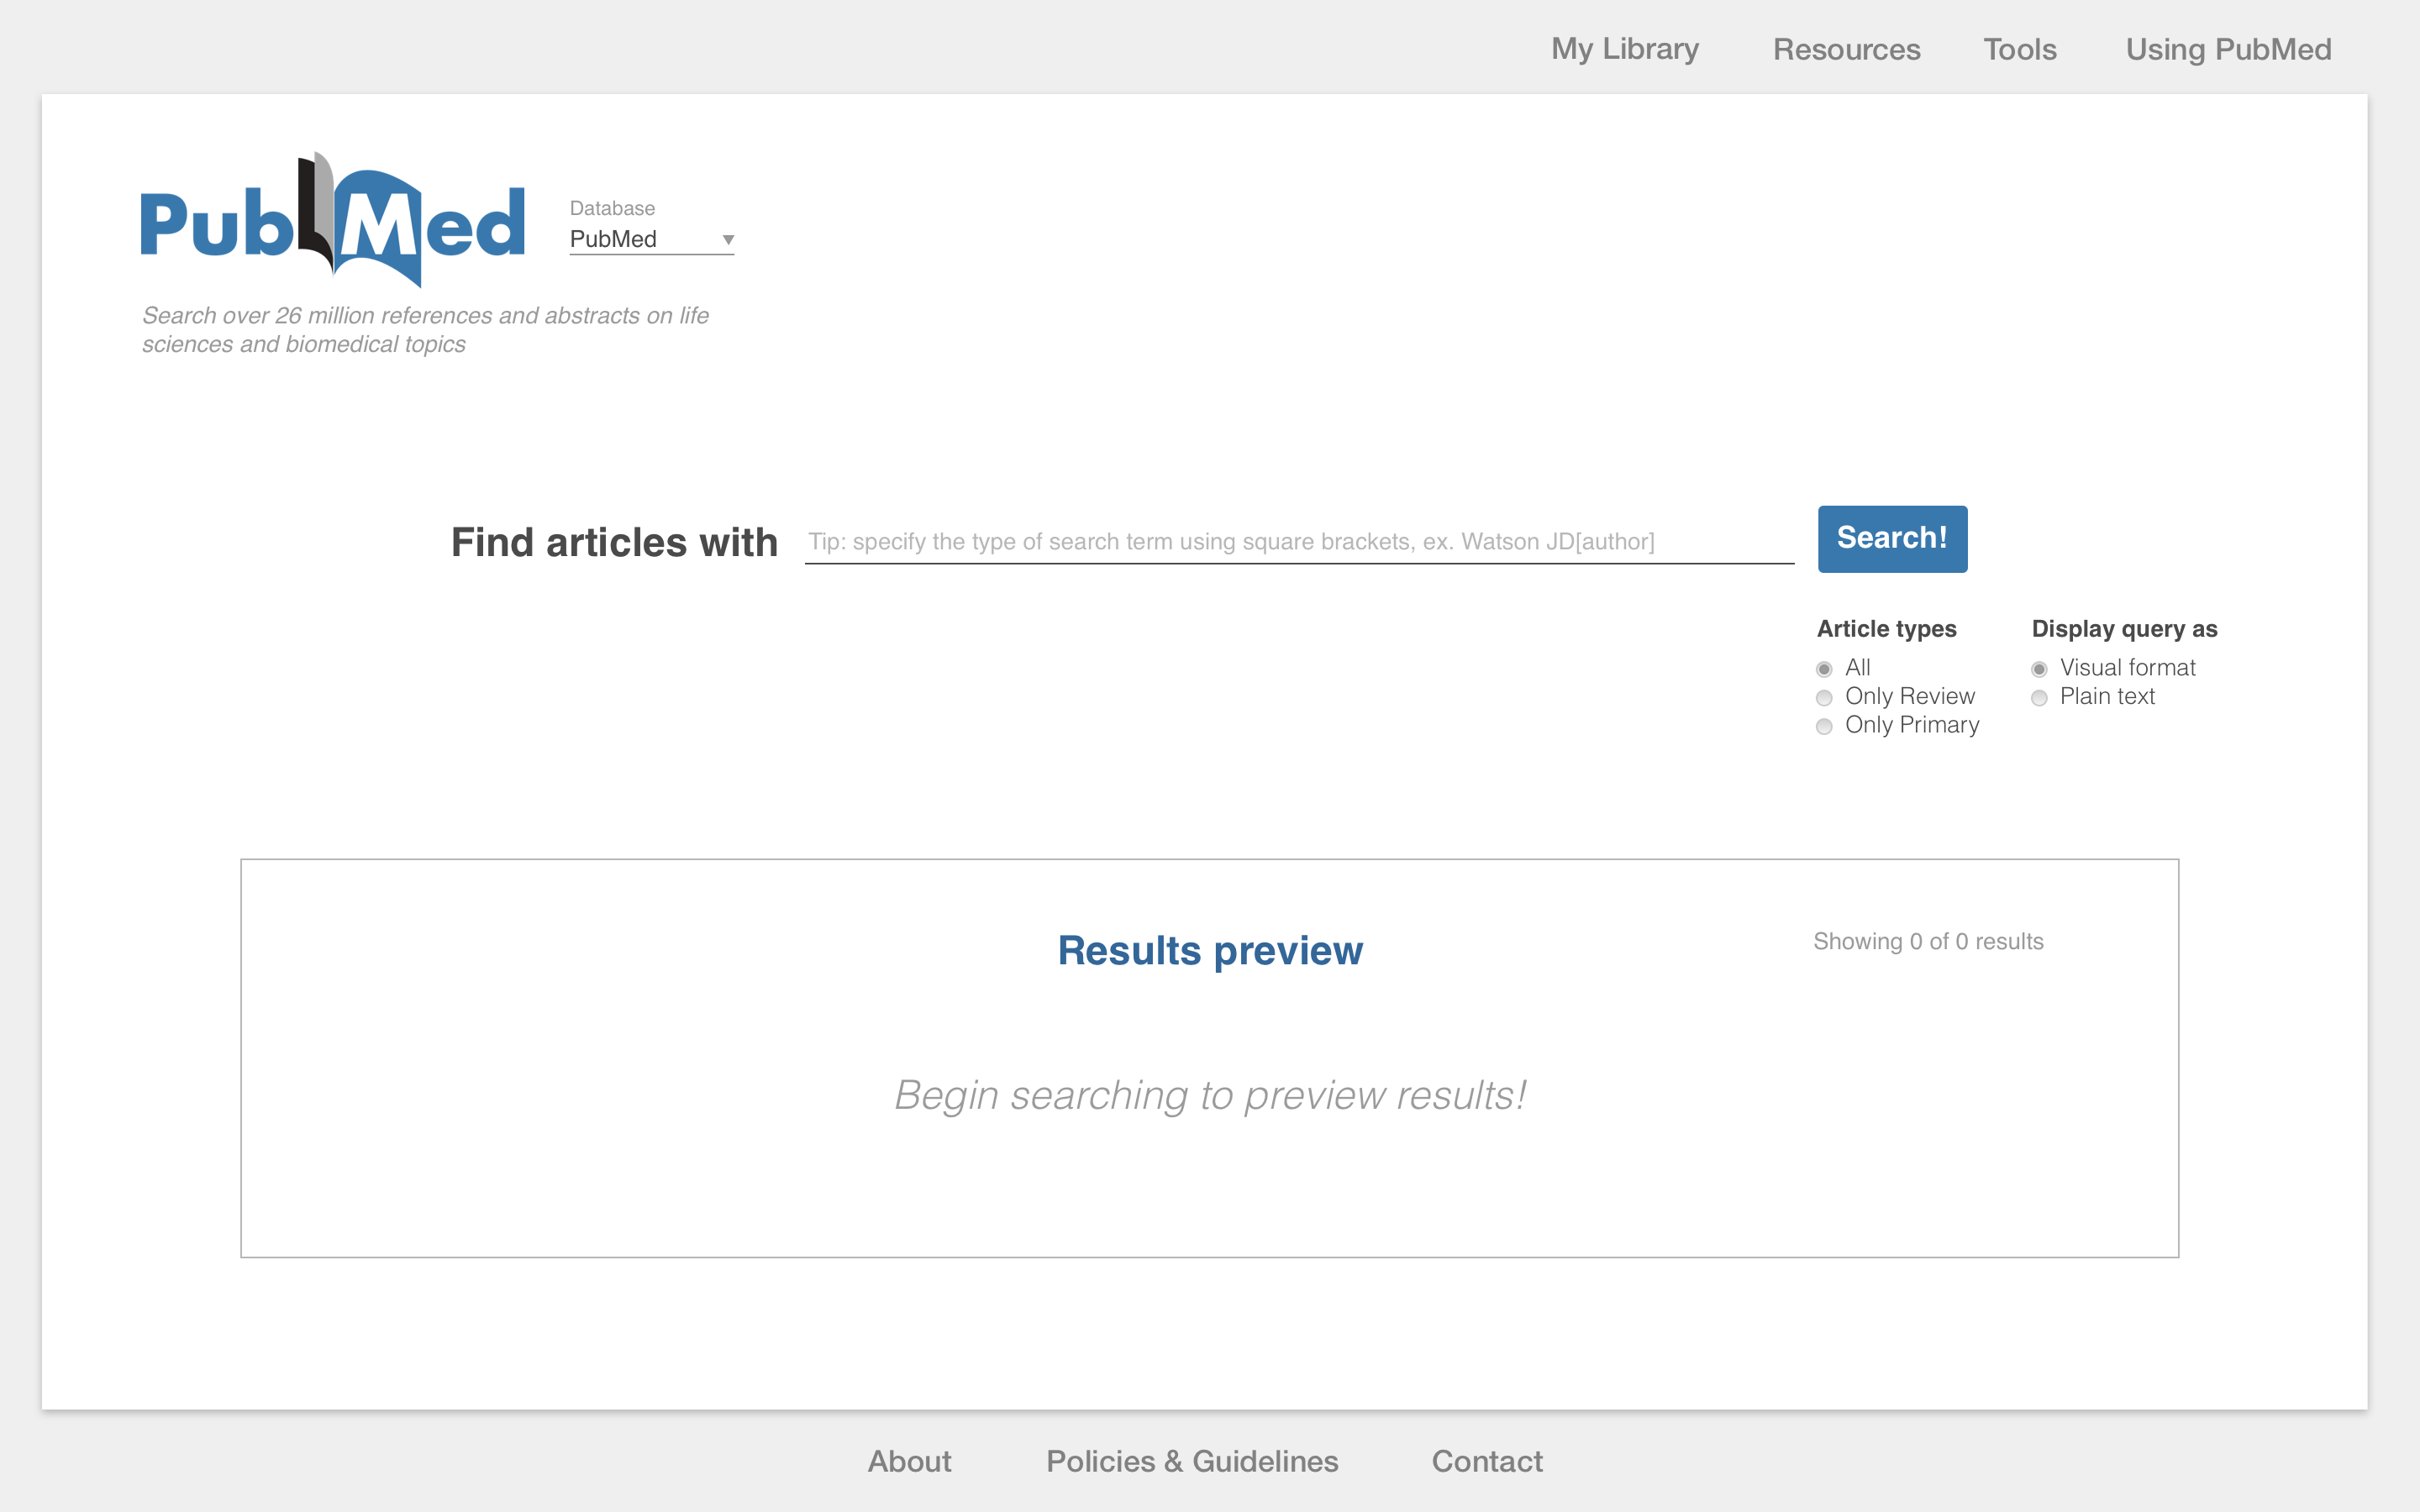 My Library Resources Tools Using PubMed
PubMed
Database
PubMed
Search over 26 million references and abstracts on life
sciences and biomedical topics
Find articles with Tip: specify the type of search term using square brackets, ex. Watson JD[author] Search!
Article types Display query as
All Visual format
Only Review Plain text
Only Primary
Results preview Showing 0 of 0 results
Begin searching to preview results!
About Policies & Guidelines Contact